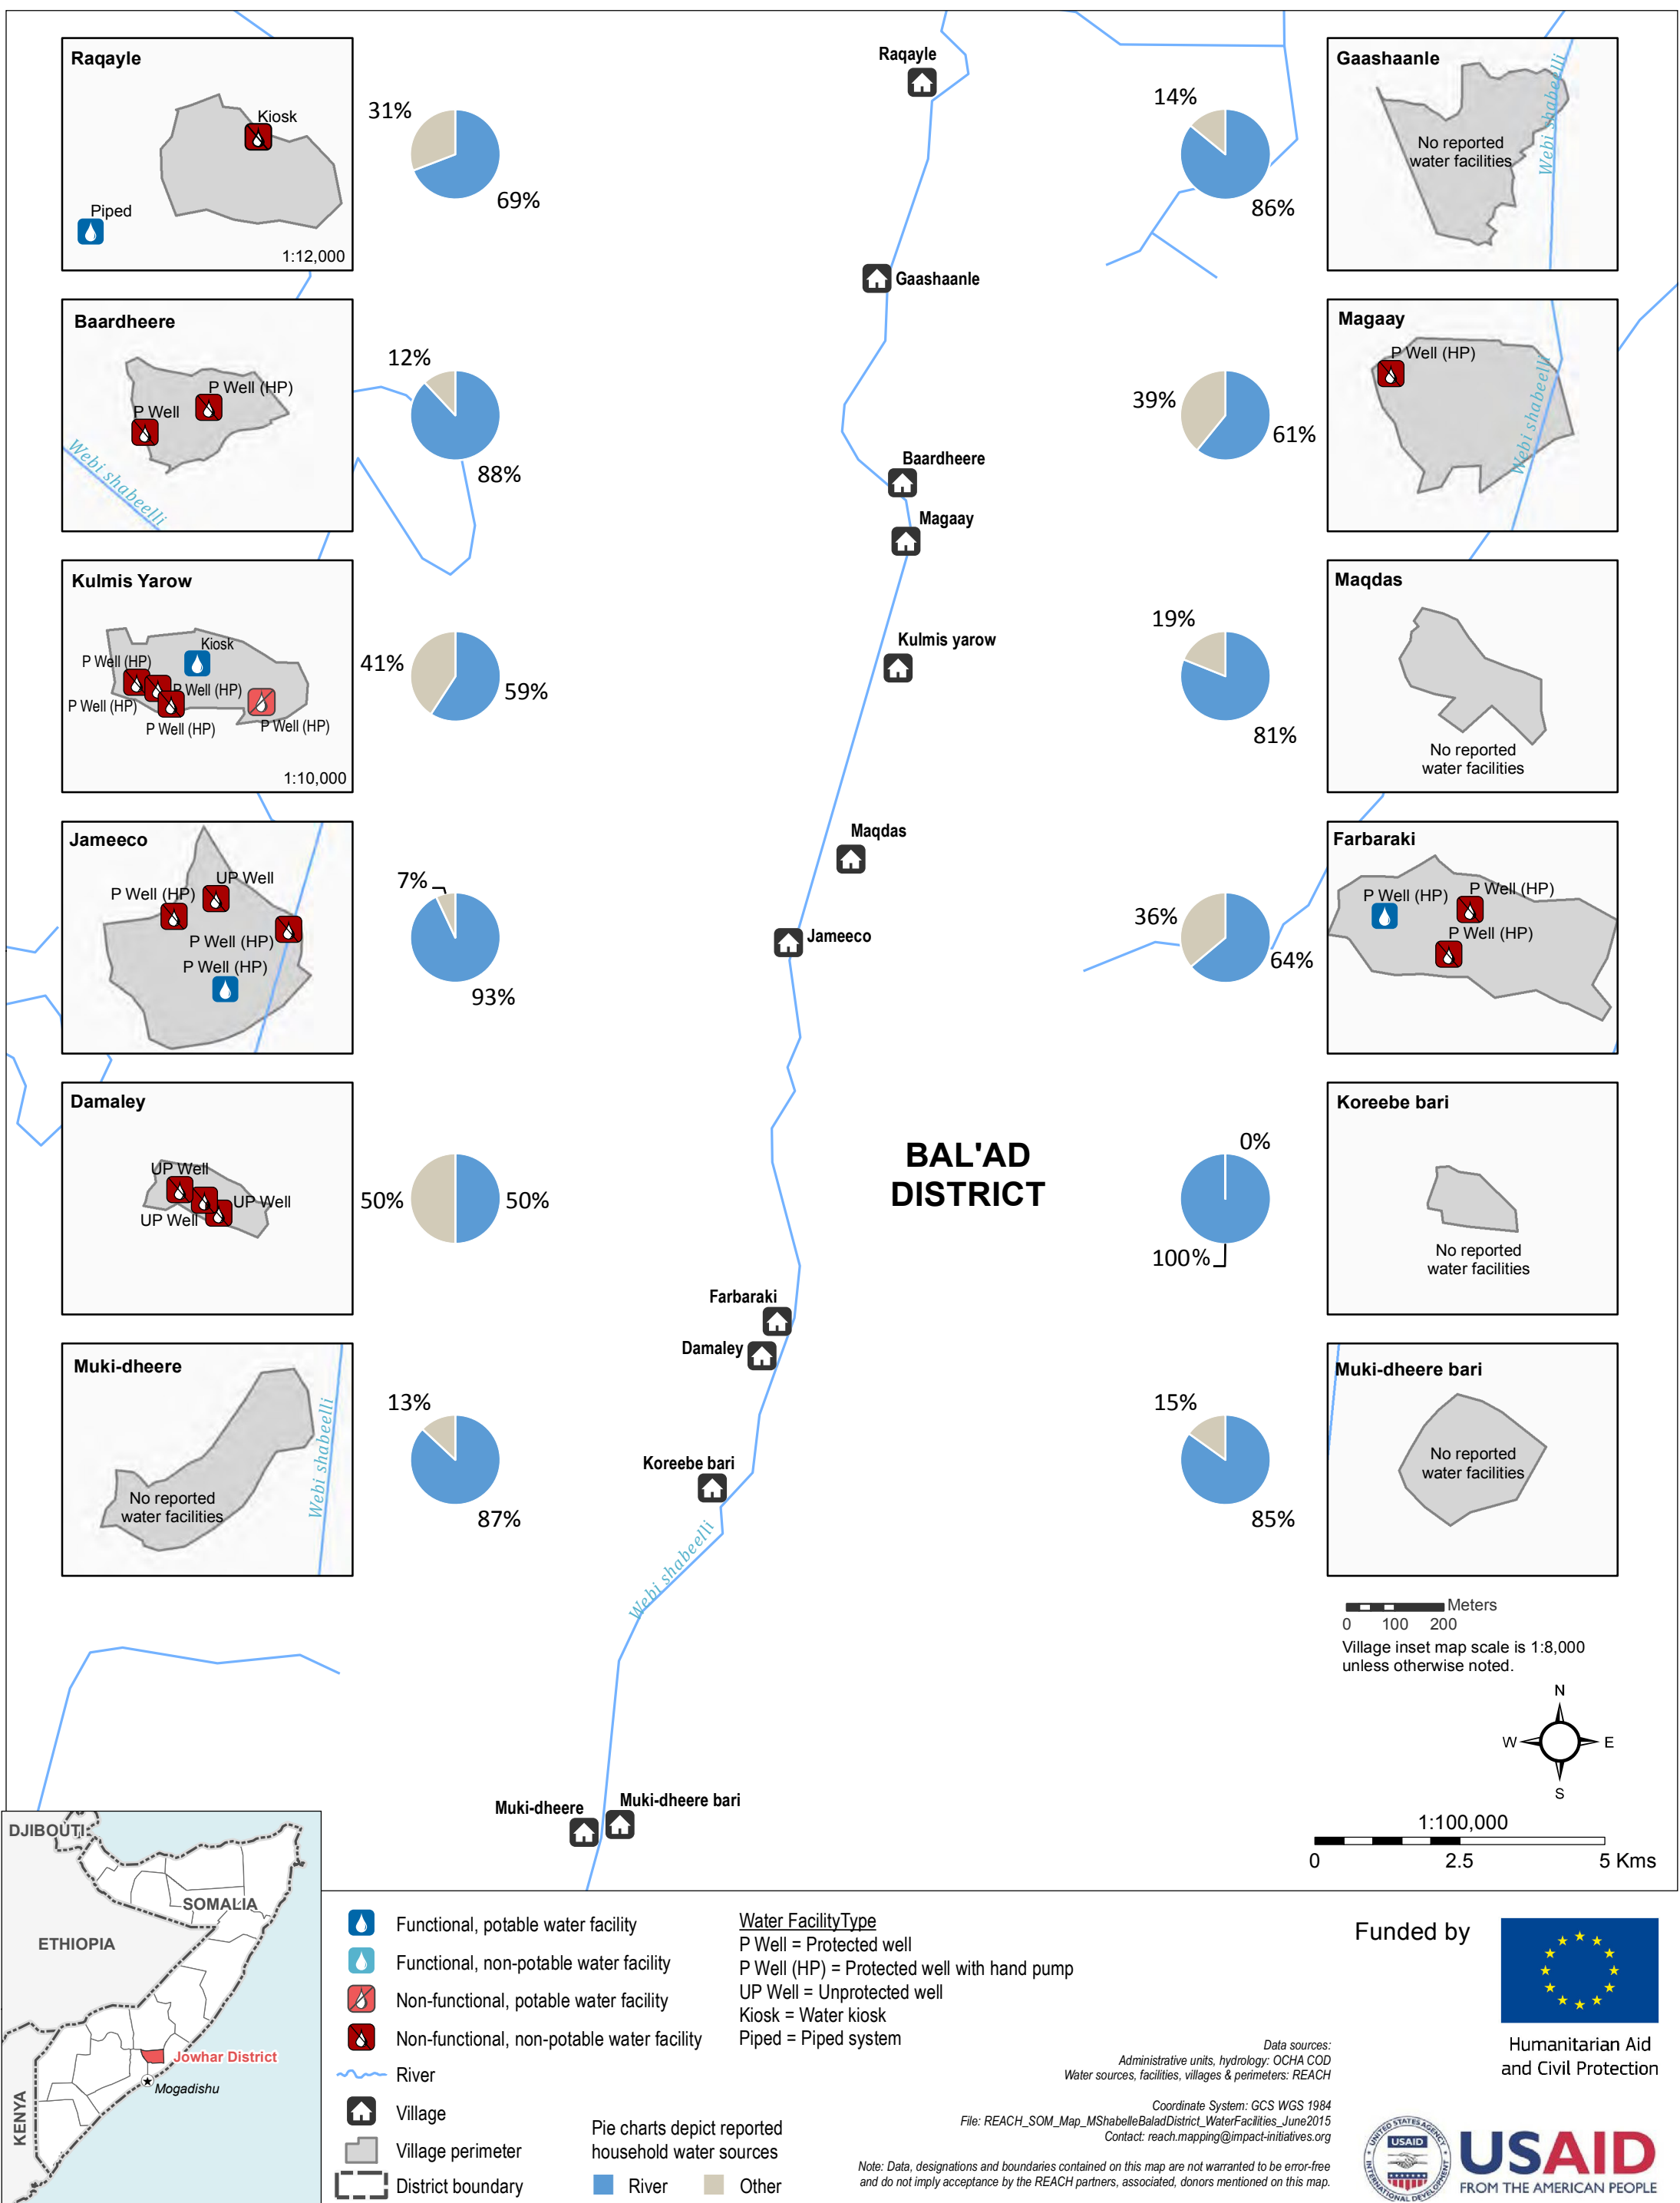 Raqayle
Kiosk
Piped
1:12,000
31%
69%
Baardheere
P Well (HP)
P Well
Webi shabeelli
12%
88%
Kulmis Yarow
Kiosk
P Well (HP)
P Well (HP)
P Well (HP)
P Well (HP)
P Well (HP)
1:10,000
41%
59%
Jameeco
UP Well
P Well (HP)
P Well (HP)
P Well (HP)
7%
93%
Damaley
UP Well
UP Well
UP Well
50%
50%
Muki-dheere
No reported
water facilities
Webi shabeelli
13%
87%
Raqayle
Gaashaanle
Baardheere
Magaay
Kulmis yarow
Maqdas
Jameeco
BAL'AD
DISTRICT
Farbaraki
Damaley
Koreebe bari
Webi shabeelli
Muki-dheere
Muki-dheere bari
14%
86%
Gaashaanle
No reported
water facilities
Webi shabeelli
39%
61%
Magaay
P Well (HP)
Webi shabeelli
19%
81%
Maqdas
No reported
water facilities
36%
64%
Farbaraki
P Well (HP)
P Well (HP)
P Well (HP)
0%
100%
Koreebe bari
No reported
water facilities
15%
85%
Muki-dheere bari
No reported
water facilities
Meters
0 100 200
Village inset map scale is 1:8,000
unless otherwise noted.
N
W E
S
1:100,000
0 2.5 5 Kms
DJIBOUTI
SOMALIA
ETHIOPIA
Jowhar District
Mogadishu
KENYA
Functional, potable water facility
Functional, non-potable water facility
Non-functional, potable water facility
Non-functional, non-potable water facility
River
Village
Village perimeter
District boundary
Water FacilityType
P Well = Protected well
P Well (HP) = Protected well with hand pump
UP Well = Unprotected well
Kiosk = Water kiosk
Piped = Piped system
Pie charts depict reported
household water sources
River Other
Data sources:
Administrative units, hydrology: OCHA COD
Water sources, facilities, villages & perimeters: REACH
Coordinate System: GCS WGS 1984
File: REACH_SOM_Map_MShabelleBaladDistrict_WaterFacilities_June2015
Contact: reach.mapping@impact-initiatives.org
Note: Data, designations and boundaries contained on this map are not warranted to be error-free
and do not imply acceptance by the REACH partners, associated, donors mentioned on this map.
Funded by
Humanitarian Aid
and Civil Protection
UNITED STATES AGENCY
USAID
INTERNATIONAL DEVELOPMENT
USAID
FROM THE AMERICAN PEOPLE